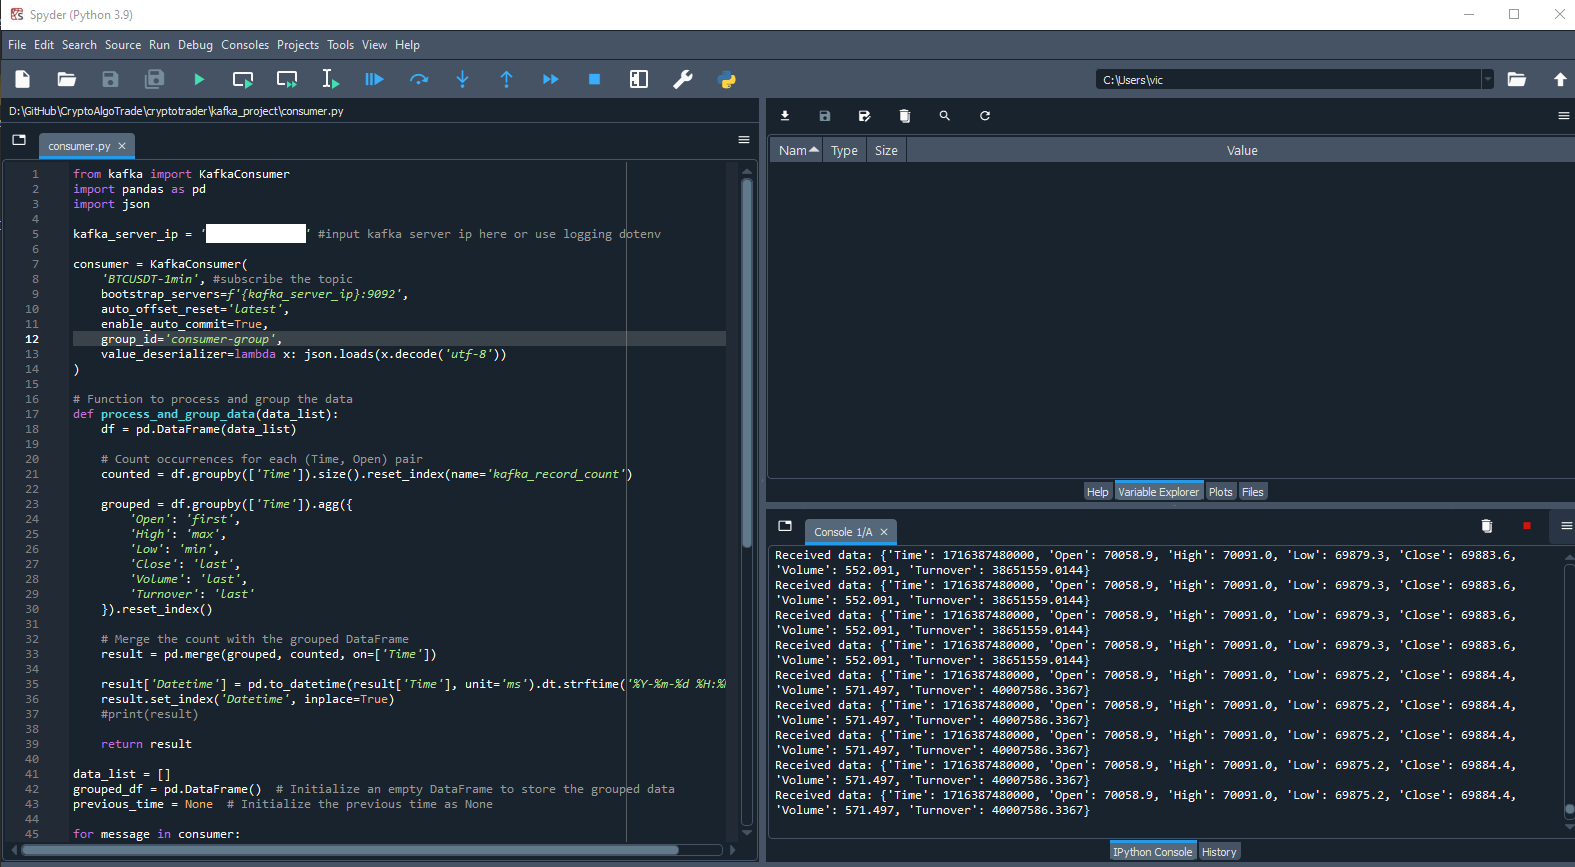 Spyder (Python 3.9)
File Edit Search Source Run Debug Consoles Projects Tools View Help
C:\Users\vic
D:\GitHub\CryptoAlgoTrade\cryptotrader\kafka_project\consumer.py
consumer.py
1 from kafka import KafkaConsumer
2 import pandas as pd
3 import json
4
5 kafka_server_ip = ' ' #input kafka server ip here or use logging dotenv
6
7 consumer = KafkaConsumer(
8 'BTCUSDT-1min', #subscribe the topic
9 bootstrap_servers=f'{kafka_server_ip}:9092',
10 auto_offset_reset='latest',
11 enable_auto_commit=True,
12 group_id='consumer-group',
13 value_deserializer=lambda x: json.loads(x.decode('utf-8'))
14 )
15
16 # Function to process and group the data
17 def process_and_group_data(data_list):
18 df = pd.DataFrame(data_list)
19
20 # Count occurrences for each (Time, Open) pair
21 counted = df.groupby(['Time']).size().reset_index(name='kafka_record_count')
22
23 grouped = df.groupby(['Time']).agg({
24 'Open': 'first',
25 'High': 'max',
26 'Low': 'min',
27 'Close': 'last',
28 'Volume': 'last',
29 'Turnover': 'last'
30 }).reset_index()
31
32 # Merge the count with the grouped DataFrame
33 result = pd.merge(grouped, counted, on=['Time'])
34
35 result['Datetime'] = pd.to_datetime(result['Time'], unit='ms').dt.strftime('%Y-%m-%d %H:%
36 result.set_index('Datetime', inplace=True)
37 #print(result)
38
39 return result
40
41 data_list = []
42 grouped_df = pd.DataFrame() # Initialize an empty DataFrame to store the grouped data
43 previous_time = None # Initialize the previous time as None
44
45 for message in consumer:
Nam Type Size Value
Help Variable Explorer Plots Files
Console 1/A
Received data: {'Time': 1716387480000, 'Open': 70058.9, 'High': 70091.0, 'Low': 69879.3, 'Close': 69883.6,
'Volume': 552.091, 'Turnover': 38651559.0144}
Received data: {'Time': 1716387480000, 'Open': 70058.9, 'High': 70091.0, 'Low': 69879.3, 'Close': 69883.6,
'Volume': 552.091, 'Turnover': 38651559.0144}
Received data: {'Time': 1716387480000, 'Open': 70058.9, 'High': 70091.0, 'Low': 69879.3, 'Close': 69883.6,
'Volume': 552.091, 'Turnover': 38651559.0144}
Received data: {'Time': 1716387480000, 'Open': 70058.9, 'High': 70091.0, 'Low': 69879.3, 'Close': 69883.6,
'Volume': 552.091, 'Turnover': 38651559.0144}
Received data: {'Time': 1716387480000, 'Open': 70058.9, 'High': 70091.0, 'Low': 69875.2, 'Close': 69884.4,
'Volume': 571.497, 'Turnover': 40007586.3367}
Received data: {'Time': 1716387480000, 'Open': 70058.9, 'High': 70091.0, 'Low': 69875.2, 'Close': 69884.4,
'Volume': 571.497, 'Turnover': 40007586.3367}
Received data: {'Time': 1716387480000, 'Open': 70058.9, 'High': 70091.0, 'Low': 69875.2, 'Close': 69884.4,
'Volume': 571.497, 'Turnover': 40007586.3367}
Received data: {'Time': 1716387480000, 'Open': 70058.9, 'High': 70091.0, 'Low': 69875.2, 'Close': 69884.4,
'Volume': 571.497, 'Turnover': 40007586.3367}
Received data: {'Time': 1716387480000, 'Open': 70058.9, 'High': 70091.0, 'Low': 69875.2, 'Close': 69884.4,
'Volume': 571.497, 'Turnover': 40007586.3367}
IPython Console History